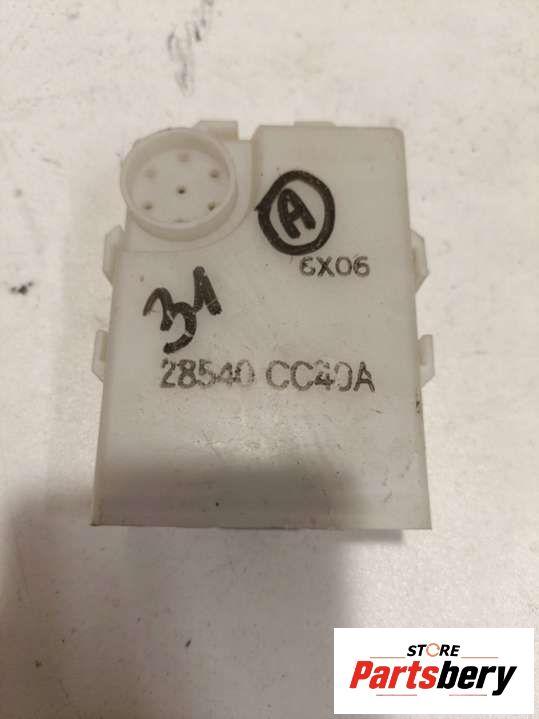 A
6X06
31
28540 CC40A
STORE
Partsbery